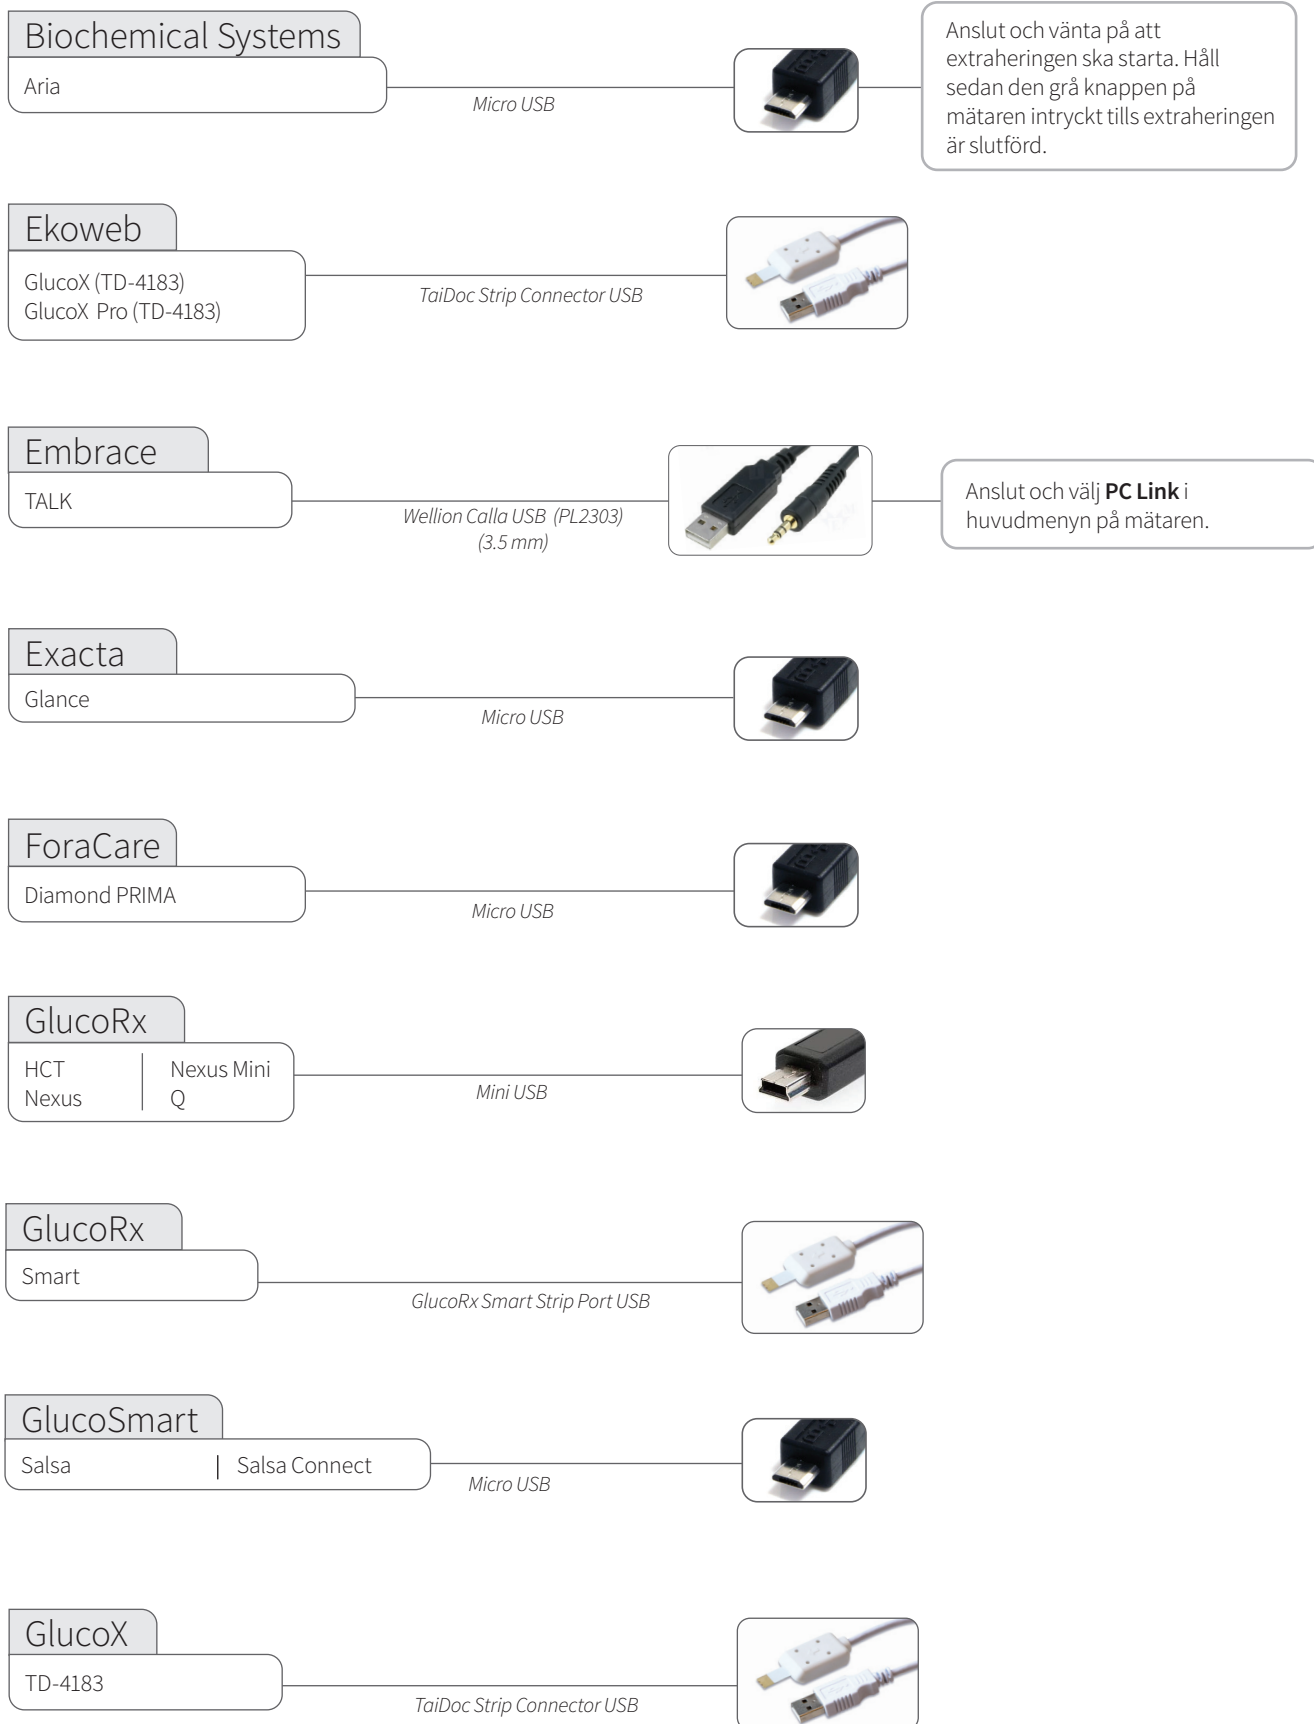 Biochemical Systems
Aria
Micro USB
Anslut och vänta på att
extraheringen ska starta. Håll
sedan den grå knappen på
mätaren intryckt tills extraheringen
är slutförd.
Ekoweb
GlucoX (TD-4183)
GlucoX Pro (TD-4183)
TaiDoc Strip Connector USB
Embrace
TALK
Wellion Calla USB (PL2303)
(3.5 mm)
Anslut och välj PC Link i
huvudmenyn på mätaren.
Exacta
Glance
Micro USB
ForaCare
Diamond PRIMA
Micro USB
GlucoRx
HCT
Nexus
Nexus Mini
Q
Mini USB
GlucoRx
Smart
GlucoRx Smart Strip Port USB
GlucoSmart
Salsa | Salsa Connect
Micro USB
GlucoX
TD-4183
TaiDoc Strip Connector USB